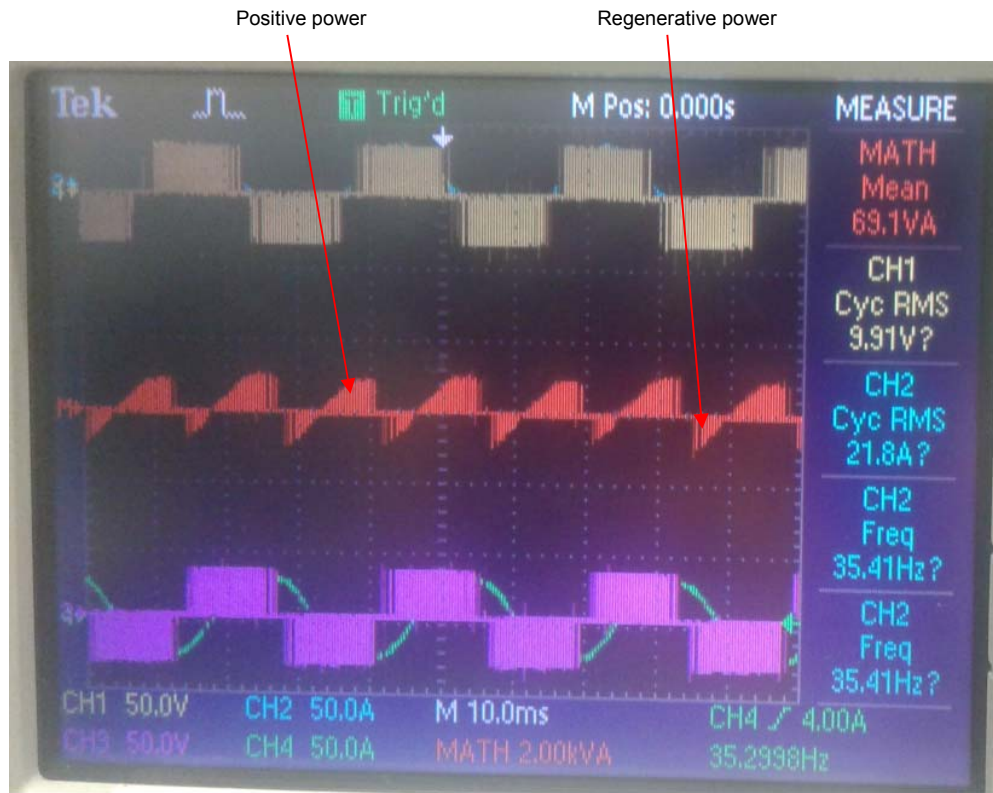 Positive power
Regenerative power
Tek Trig'd M Pos: 0.000s MEASURE
MATH
Mean
69.1VA
CH1
Cyc RMS
9.91V?
CH2
Cyc RMS
21.8A?
CH2
Freq
35.41Hz?
CH2
Freq
35.41Hz?
CH1 50.0V CH2 50.0A M 10.0ms CH4 4.00A
CH3 50.0V CH4 50.0A MATH 2.00kVA 35.2998Hz